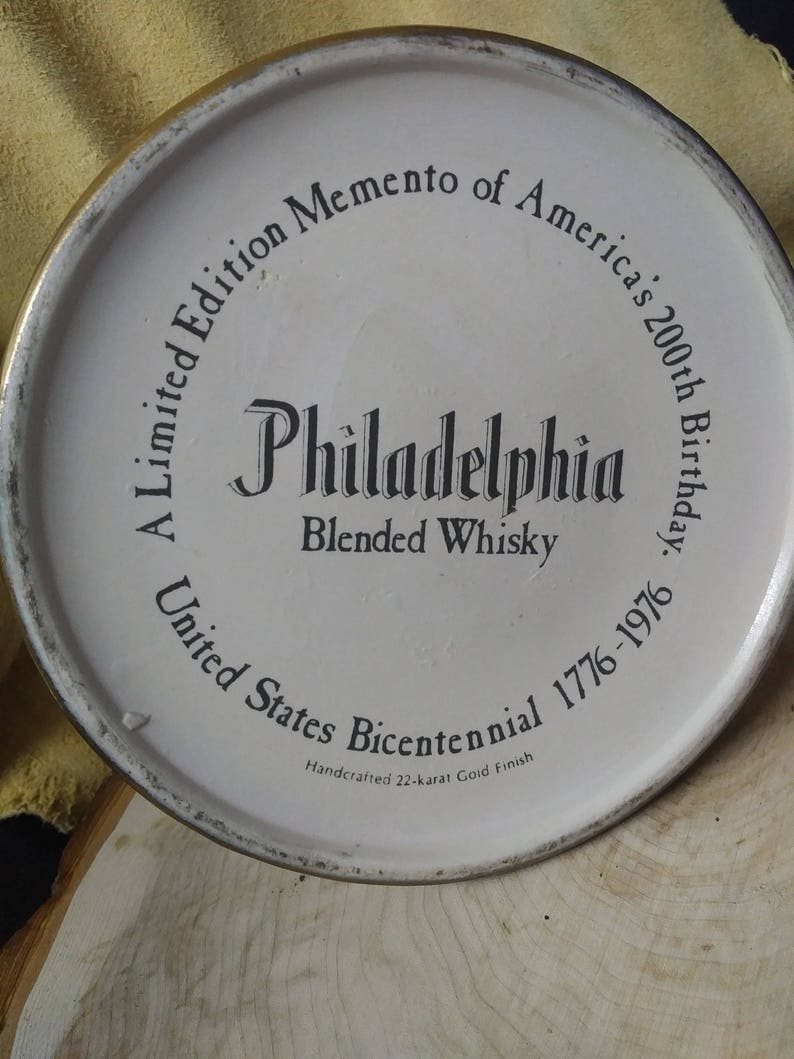 A Limited Edition Memento of America's 200th Birthday.
Philadelphia
Blended Whisky
United States Bicentennial 1776-1976
Handcrafted 22-karat Gold Finish